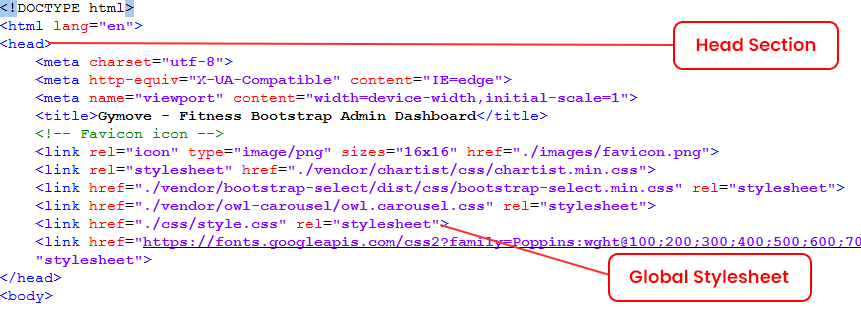 <!DOCTYPE html>
<html lang="en">
<head>
Head Section
<meta charset="utf-8">
<meta http-equiv="X-UA-Compatible" content="IE=edge">
<meta name="viewport" content="width=device-width,initial-scale=1">
<title>Gymove - Fitness Bootstrap Admin Dashboard</title>
<!-- Favicon icon -->
<link rel="icon" type="image/png" sizes="16x16" href="./images/favicon.png">
<link rel="stylesheet" href="./vendor/chartist/css/chartist.min.css">
<link href="./vendor/bootstrap-select/dist/css/bootstrap-select.min.css" rel="stylesheet">
<link href="./vendor/owl-carousel/owl.carousel.css" rel="stylesheet">
<link href="./css/style.css" rel="stylesheet">
<link href="https://fonts.googleapis.com/css2?family=Poppins:wght@100;200;300;400;500;600;70
"stylesheet">
Global Stylesheet
</head>
<body>